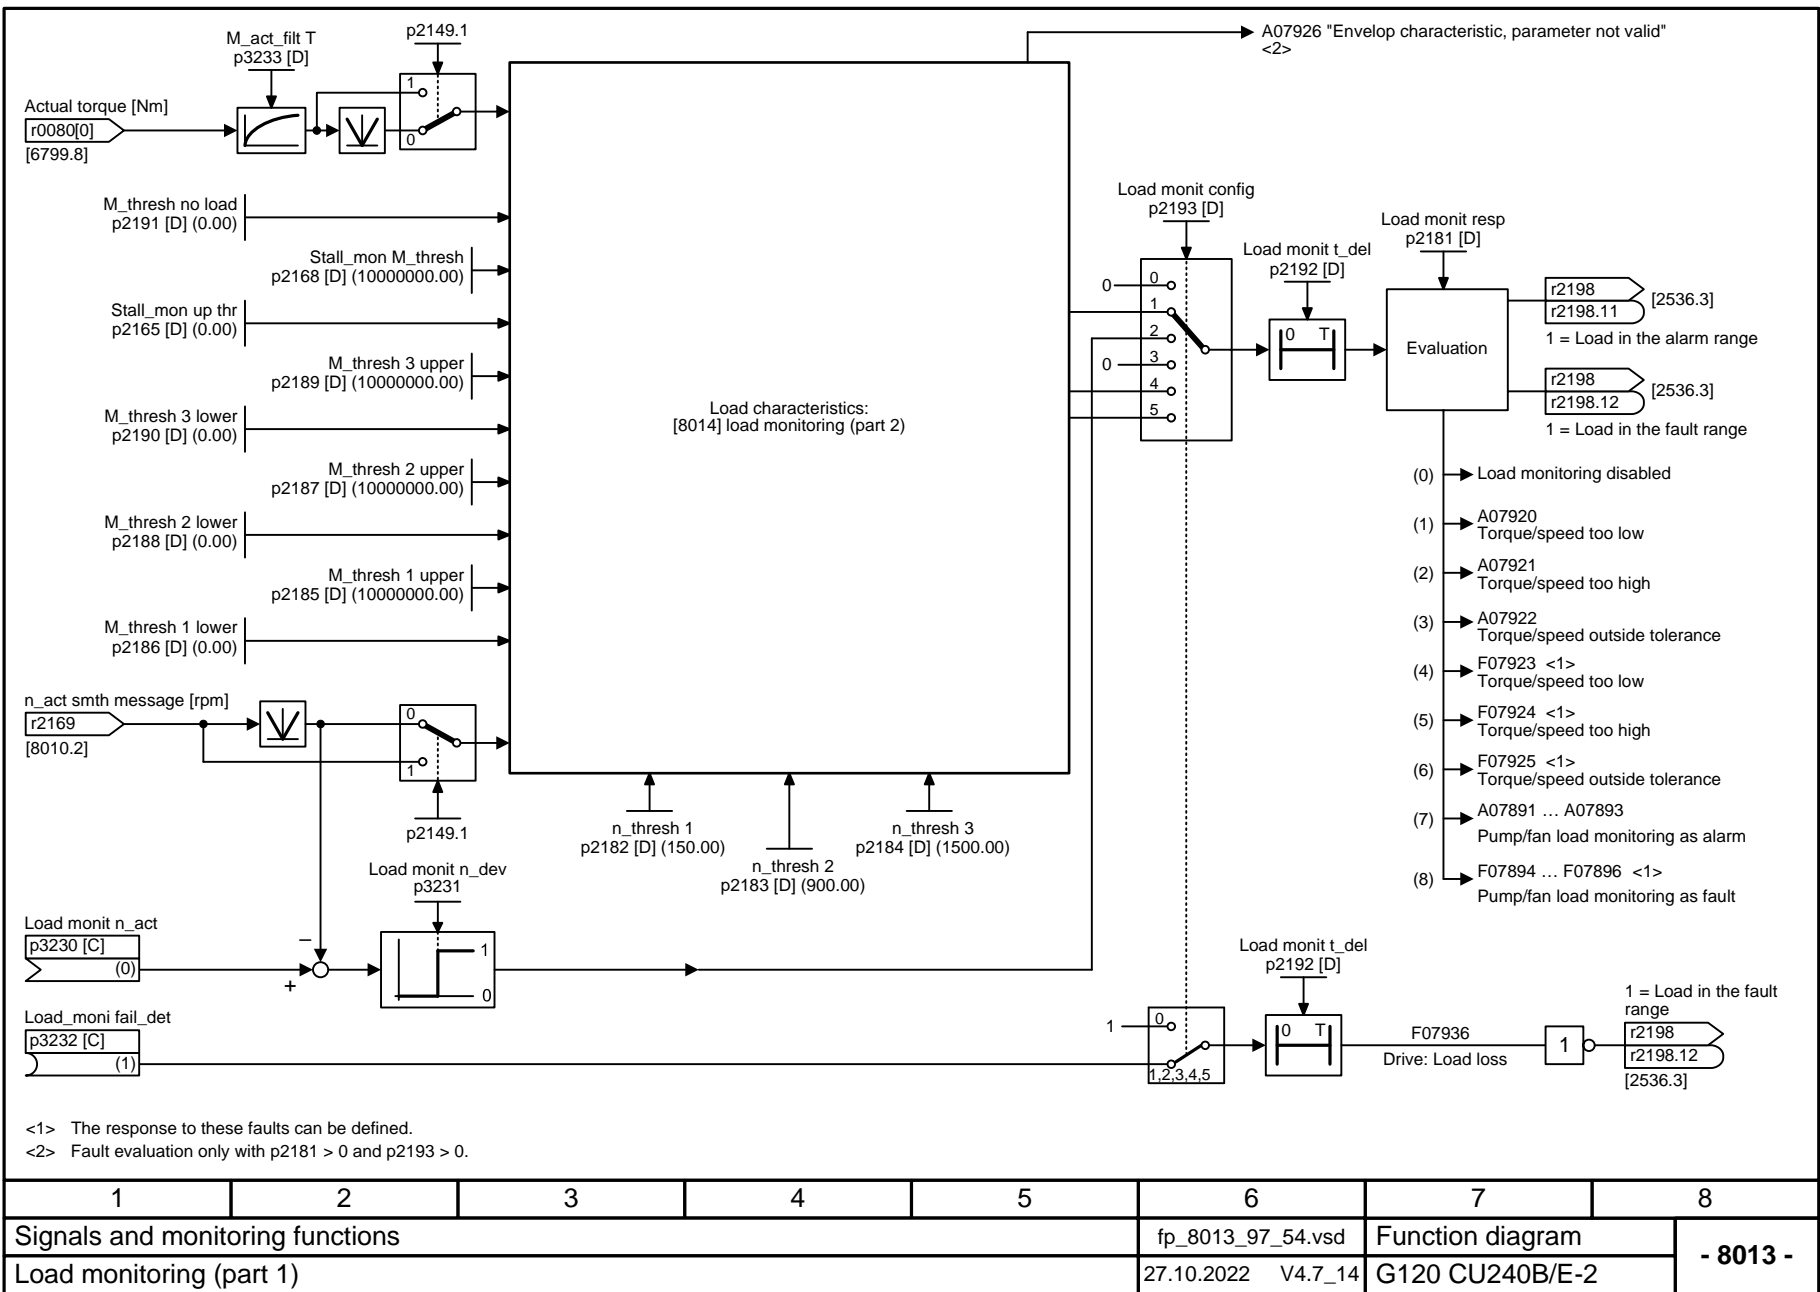 A07926 "Envelop characteristic, parameter not valid"
<2>
p2149.1
M_act_filt T
p3233 [D]
1
0
Actual torque [Nm]
r0080[0]
[6799.8]
M_thresh no load
p2191 [D] (0.00)
Stall_mon M_thresh
p2168 [D] (10000000.00)
Stall_mon up thr
p2165 [D] (0.00)
M_thresh 3 upper
p2189 [D] (10000000.00)
M_thresh 3 lower
p2190 [D] (0.00)
M_thresh 2 upper
p2187 [D] (10000000.00)
M_thresh 2 lower
p2188 [D] (0.00)
M_thresh 1 upper
p2185 [D] (10000000.00)
M_thresh 1 lower
p2186 [D] (0.00)
Load characteristics:
[8014] load monitoring (part 2)
n_act smth message [rpm]
r2169
[8010.2]
0
1
p2149.1
n_thresh 1
p2182 [D] (150.00)
n_thresh 2
p2183 [D] (900.00)
n_thresh 3
p2184 [D] (1500.00)
Load monit n_dev
p3231
1
0
Load monit n_act
p3230 [C]
(0)
–
+
Load_moni fail_det
p3232 [C]
(1)
Load monit config
p2193 [D]
0
0
1
2
0
3
4
5
Load monit t_del
p2192 [D]
0 T
Load monit resp
p2181 [D]
Evaluation
r2198
r2198.11
[2536.3]
1 = Load in the alarm range
r2198
r2198.12
[2536.3]
1 = Load in the fault range
(0) Load monitoring disabled
(1) A07920
Torque/speed too low
(2) A07921
Torque/speed too high
(3) A07922
Torque/speed outside tolerance
(4) F07923 <1>
Torque/speed too low
(5) F07924 <1>
Torque/speed too high
(6) F07925 <1>
Torque/speed outside tolerance
(7) A07891 … A07893
Pump/fan load monitoring as alarm
(8) F07894 … F07896 <1>
Pump/fan load monitoring as fault
1
0
1,2,3,4,5
Load monit t_del
p2192 [D]
0 T
F07936
Drive: Load loss
1
1 = Load in the fault
range
r2198
r2198.12
[2536.3]
<1> The response to these faults can be defined.
<2> Fault evaluation only with p2181 > 0 and p2193 > 0.
1 2 3 4 5 6 7 8
Signals and monitoring functions
fp_8013_97_54.vsd
Function diagram
- 8013 -
Load monitoring (part 1)
27.10.2022 V4.7_14
G120 CU240B/E-2